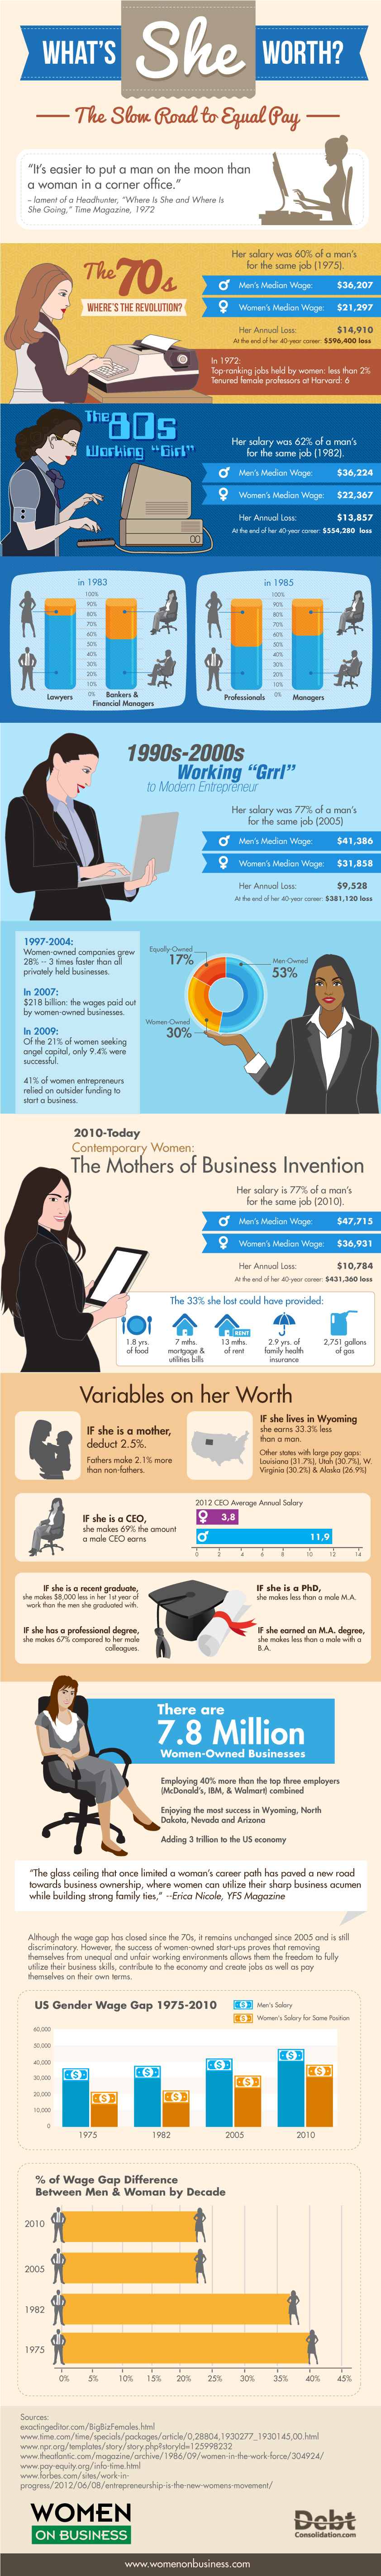 WHAT'S She WORTH?
The Slow Road to Equal Pay
"It's easier to put a man on the moon than
a woman in a corner office."
- lament of a Headhunter, "Where Is She and Where Is
She Going," Time Magazine, 1972
The 70s
WHERE'S THE REVOLUTION?
Her salary was 60% of a man's
for the same job (1975).
Men's Median Wage: $36,207
Women's Median Wage: $21,297
Her Annual Loss: $14,910
At the end of her 40-year career: $596,400 loss
In 1972:
Top-ranking jobs held by women: less than 2%
Tenured female professors at Harvard: 6
The 80s
Working "Girl"
Her salary was 62% of a man's
for the same job (1982).
Men's Median Wage: $36,224
Women's Median Wage: $22,367
Her Annual Loss: $13,857
At the end of her 40-year career: $554,280 loss
in 1983
100%
90%
80%
70%
60%
50%
40%
30%
20%
10%
0%
Lawyers
Bankers &
Financial Managers
in 1985
100%
90%
80%
70%
60%
50%
40%
30%
20%
10%
0%
Professionals
Managers
1990s-2000s
Working "Grrl"
to Modern Entrepreneur
Her salary was 77% of a man's
for the same job (2005)
Men's Median Wage: $41,386
Women's Median Wage: $31,858
Her Annual Loss: $9,528
At the end of her 40-year career: $381,120 loss
1997-2004:
Women-owned companies grew
28% -- 3 times faster than all
privately held businesses.
In 2007:
$218 billion: the wages paid out
by women-owned businesses.
In 2009:
Of the 21% of women seeking
angel capital, only 9.4% were
successful.
41% of women entrepreneurs
relied on outsider funding to
start a business.
Equally-Owned
17%
Men-Owned
53%
Women-Owned
30%
2010-Today
Contemporary Women:
The Mothers of Business Invention
Her salary is 77% of a man's
for the same job (2010).
Men's Median Wage: $47,715
Women's Median Wage: $36,931
Her Annual Loss: $10,784
At the end of her 40-year career: $431,360 loss
The 33% she lost could have provided:
RENT
1.8 yrs.
of food
7 mths.
mortgage &
utilities bills
13 mths.
of rent
2.9 yrs. of
family health
insurance
2,751 gallons
of gas
Variables on her Worth
IF she is a mother,
deduct 2.5%.
Fathers make 2.1% more
than non-fathers.
IF she lives in Wyoming
she earns 33.3% less
than a man.
Other states with large pay gaps:
Louisiana (31.7%), Utah (30.7%), W.
Virginia (30.2%) & Alaska (26.9%)
IF she is a CEO,
she makes 69% the amount
a male CEO earns
2012 CEO Average Annual Salary
3,8
11,9
0 2 4 6 8 10 12 14
IF she is a recent graduate,
she makes $8,000 less in her 1st year of
work than the men she graduated with.
IF she has a professional degree,
she makes 67% compared to her male
colleagues.
IF she is a PhD,
she makes less than a male M.A.
IF she earned an M.A. degree,
she makes less than a male with a
B.A.
There are
7.8 Million
Women-Owned Businesses
Employing 40% more than the top three employers
(McDonald's, IBM, & Walmart) combined
Enjoying the most success in Wyoming, North
Dakota, Nevada and Arizona
Adding 3 trillion to the US economy
"The glass ceiling that once limited a woman's career path has paved a new road
towards business ownership, where women can utilize their sharp business acumen
while building strong family ties," --Erica Nicole, YFS Magazine
Although the wage gap has closed since the 70s, it remains unchanged since 2005 and is still
discriminatory. However, the success of women-owned start-ups proves that removing
themselves from unequal and unfair working environments allows them the freedom to fully
utilize their business skills, contribute to the economy and create jobs as well as pay
themselves on their own terms.
US Gender Wage Gap 1975-2010
Men's Salary
Women's Salary for Same Position
60,000
50,000
40,000
30,000
20,000
10,000
0
1975 1982 2005 2010
% of Wage Gap Difference
Between Men & Woman by Decade
2010
2005
1982
1975
0% 5% 10% 15% 20% 25% 30% 35% 40% 45%
Sources:
exactingeditor.com/BigBizFemales.html
www.time.com/time/specials/packages/article/0,28804,1930277_1930145,00.html
www.npr.org/templates/story/story.php?storyId=125998232
www.theatlantic.com/magazine/archive/1986/09/women-in-the-work-force/304924/
www.pay-equity.org/info-time.html
www.forbes.com/sites/work-in-
progress/2012/06/08/entrepreneurship-is-the-new-womens-movement/
WOMEN
ON BUSINESS
Debt
Consolidation.com
www.womenonbusiness.com